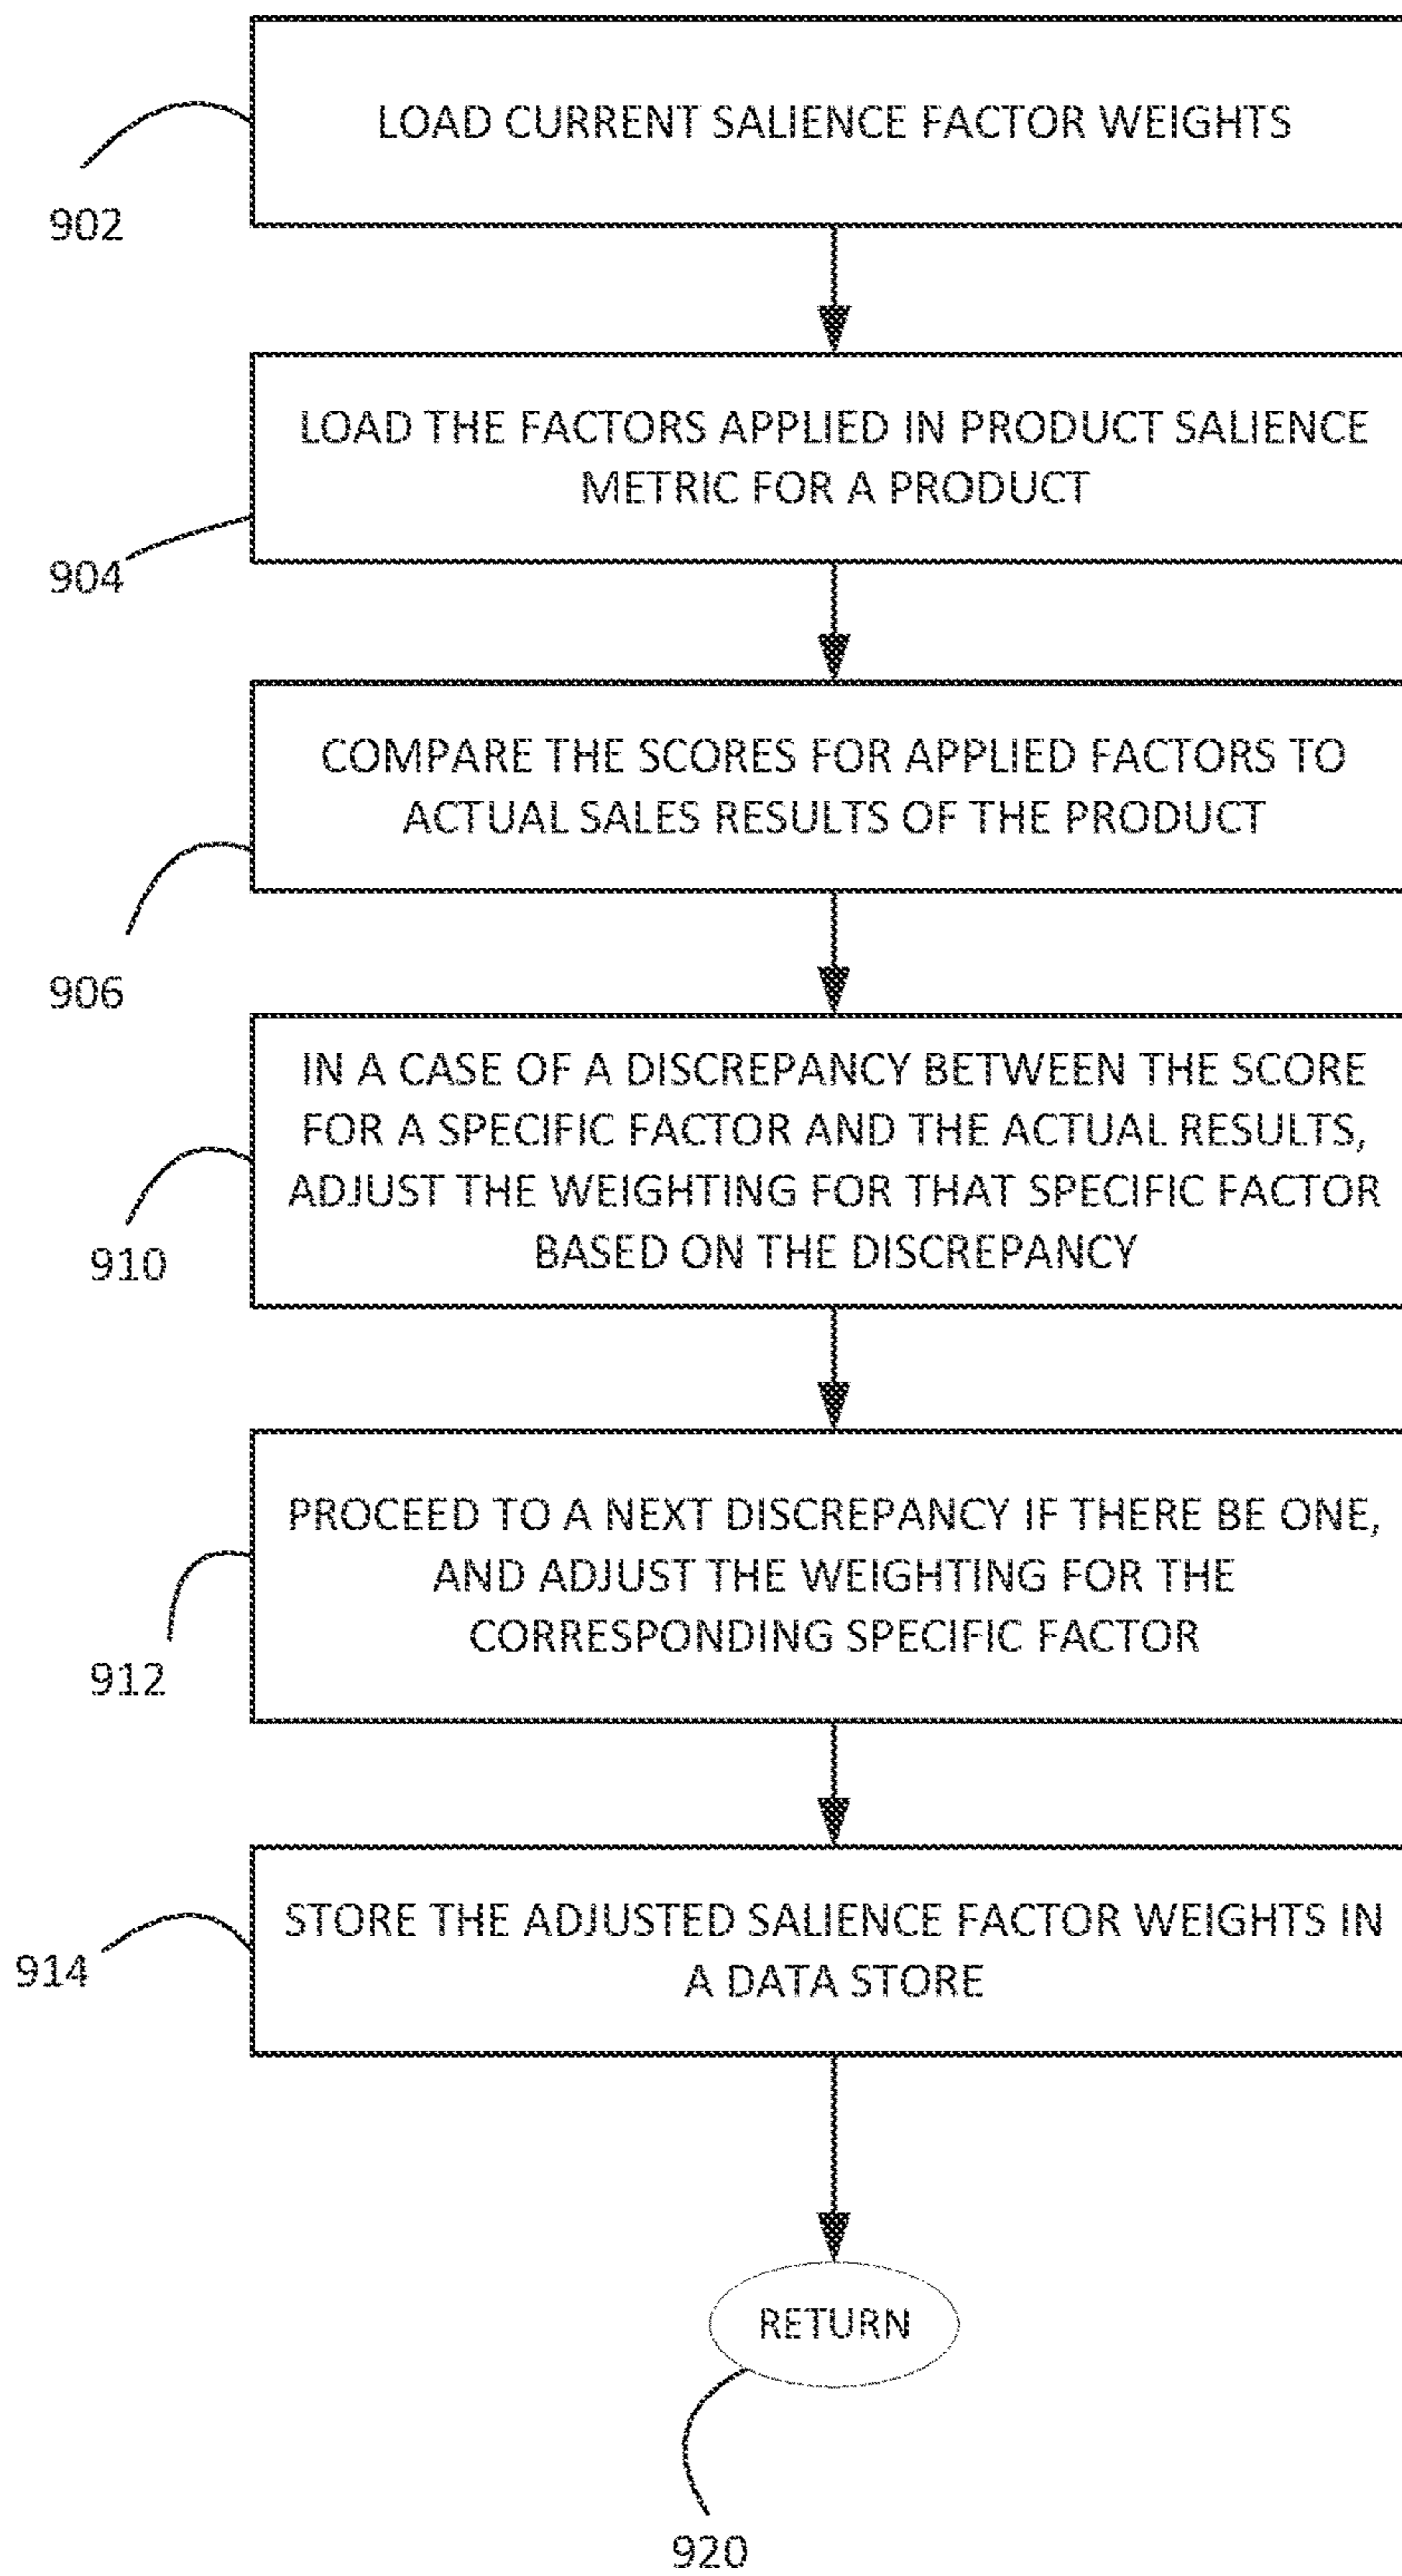 LOAD CURRENT SALIENCE FACTOR WEIGHTS
902
LOAD THE FACTORS APPLIED IN PRODUCT SALIENCE
METRIC FOR A PRODUCT
904
COMPARE THE SCORES FOR APPLIED FACTORS TO
ACTUAL SALES RESULTS OF THE PRODUCT
906
IN A CASE OF A DISCREPANCY BETWEEN THE SCORE
FOR A SPECIFIC FACTOR AND THE ACTUAL RESULTS,
ADJUST THE WEIGHTING FOR THAT SPECIFIC FACTOR
BASED ON THE DISCREPANCY
910
PROCEED TO A NEXT DISCREPANCY IF THERE BE ONE,
AND ADJUST THE WEIGHTING FOR THE
CORRESPONDING SPECIFIC FACTOR
912
STORE THE ADJUSTED SALIENCE FACTOR WEIGHTS IN
A DATA STORE
914
RETURN
920